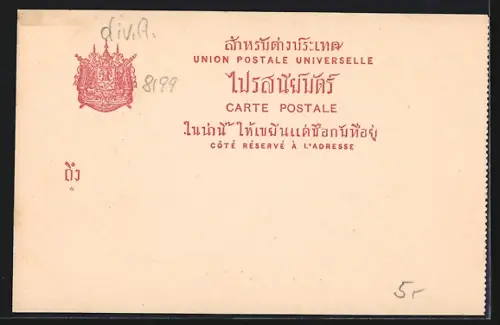 div.A.
8199
สำหรับต่างประเทศ
UNION POSTALE UNIVERSELLE
ไปรสนิยบัตร์
CARTE POSTALE
ในน่านี้ ให้เขยีนแต่ชื่อกับที่อยู่
CÔTÉ RÉSERVÉ À L'ADRESSE
ถึง
5.-